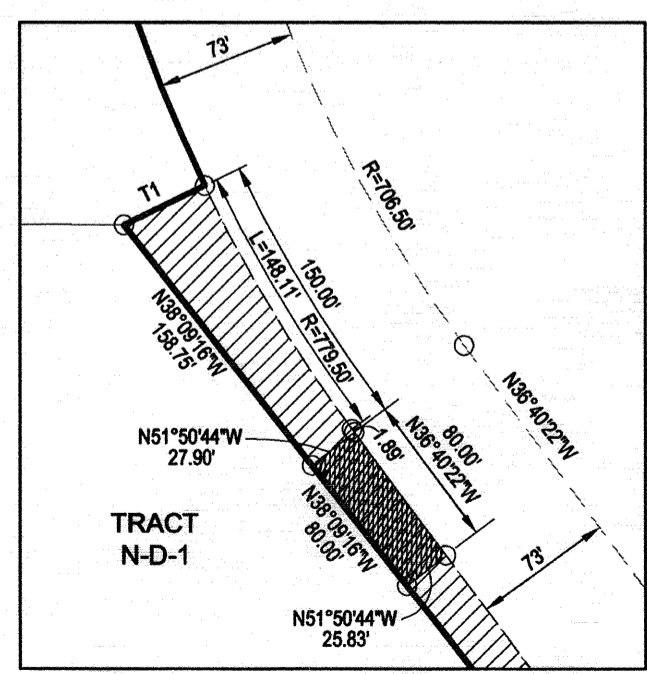 73'
R=706.50'
T1
L=148.11'
150.00'
R=779.50'
N38°09'16"W
158.75'
N36°40'22"W
80.00'
N36°40'22"W
1.89'
N51°50'44"W
27.90'
N38°09'16"W
80.00'
TRACT
N-D-1
73'
N51°50'44"W
25.83'